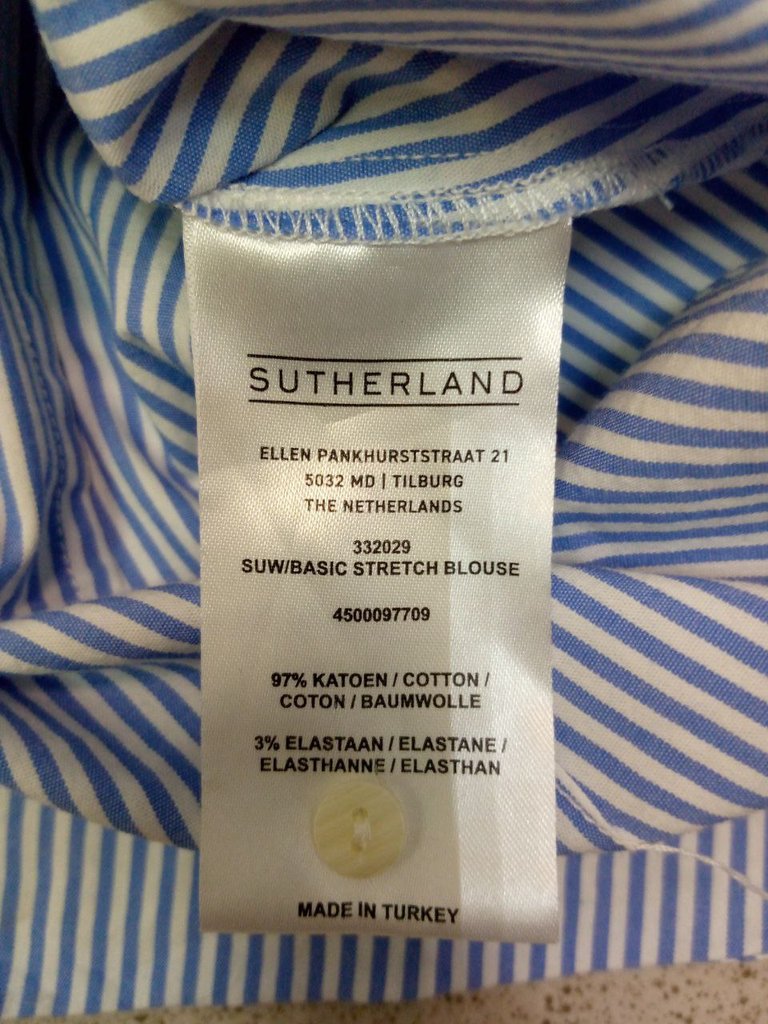 SUTHERLAND
ELLEN PANKHURSTSTRAAT 21
5032 MD | TILBURG
THE NETHERLANDS
332029
SUW/BASIC STRETCH BLOUSE
4500097709
97% KATOEN / COTTON /
COTON / BAUMWOLLE
3% ELASTAAN / ELASTANE /
ELASTHANNE / ELASTHAN
MADE IN TURKEY